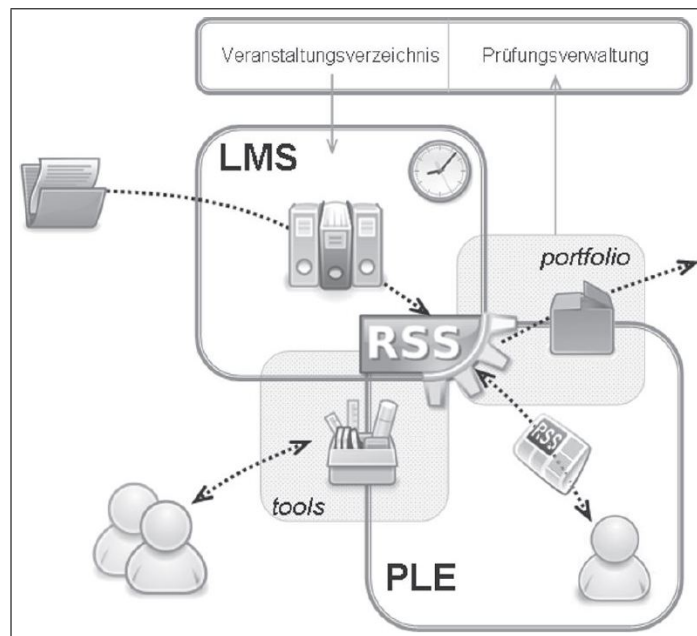 Veranstaltungsverzeichnis
Prüfungsverwaltung
LMS
portfolio
RSS
RSS
tools
PLE